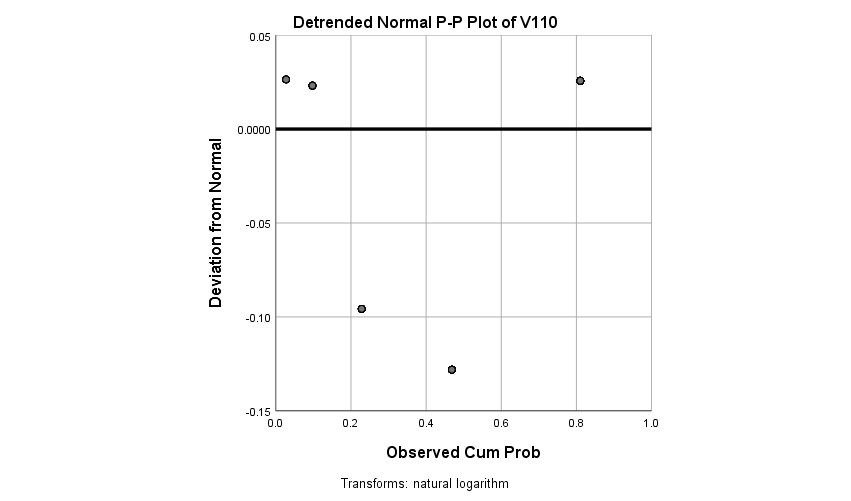 Detrended Normal P-P Plot of V110
0.05
0.0000
-0.05
-0.10
-0.15
Deviation from Normal
0.0 0.2 0.4 0.6 0.8 1.0
Observed Cum Prob
Transforms: natural logarithm